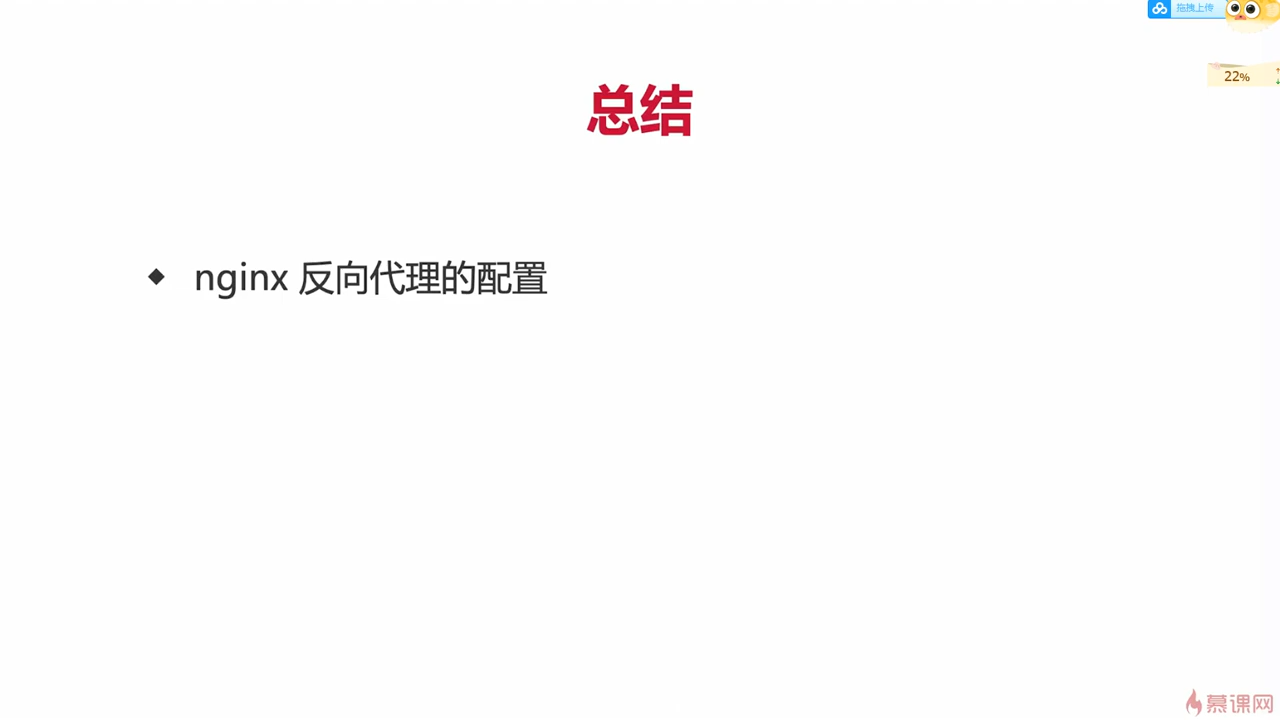 拖拽上传
22%
总结
◆ nginx 反向代理的配置
慕课网